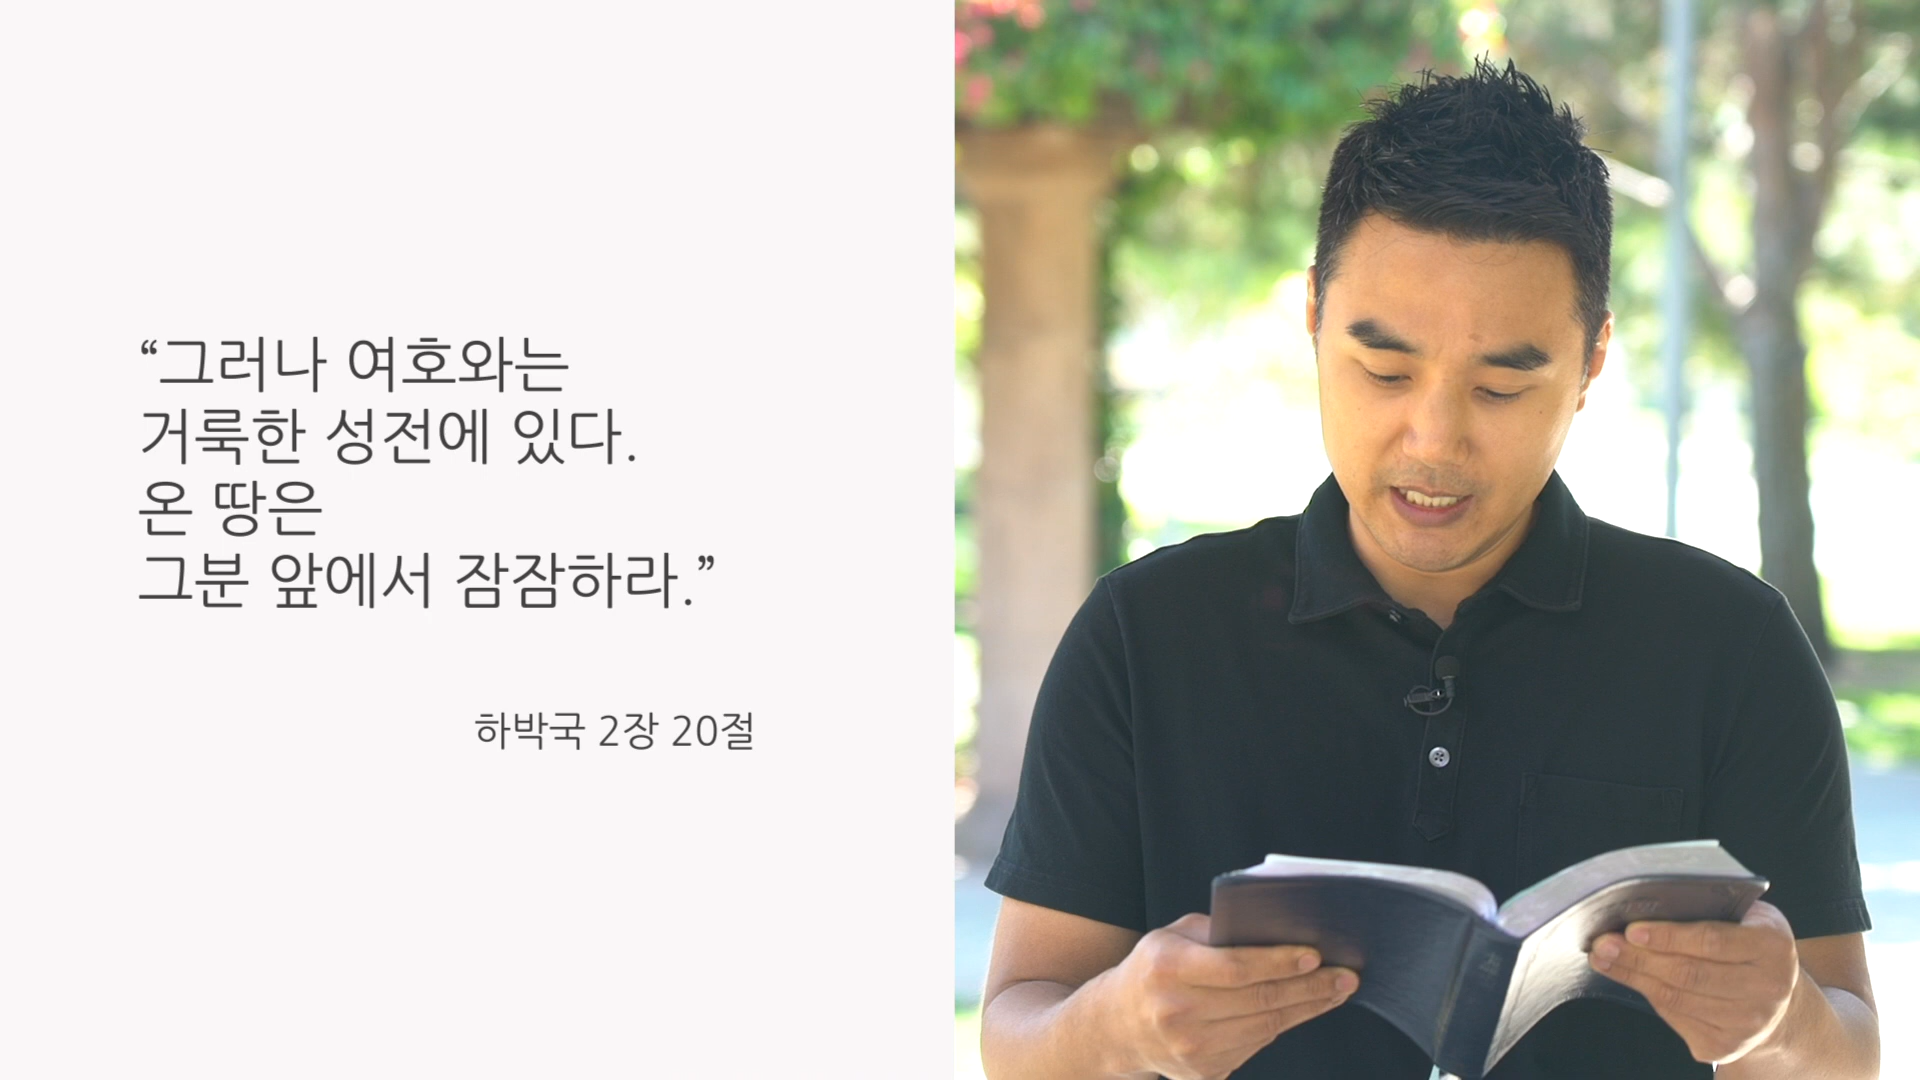 “그러나 여호와는
거룩한 성전에 있다.
온 땅은
그분 앞에서 잠잠하라.”
하박국 2장 20절